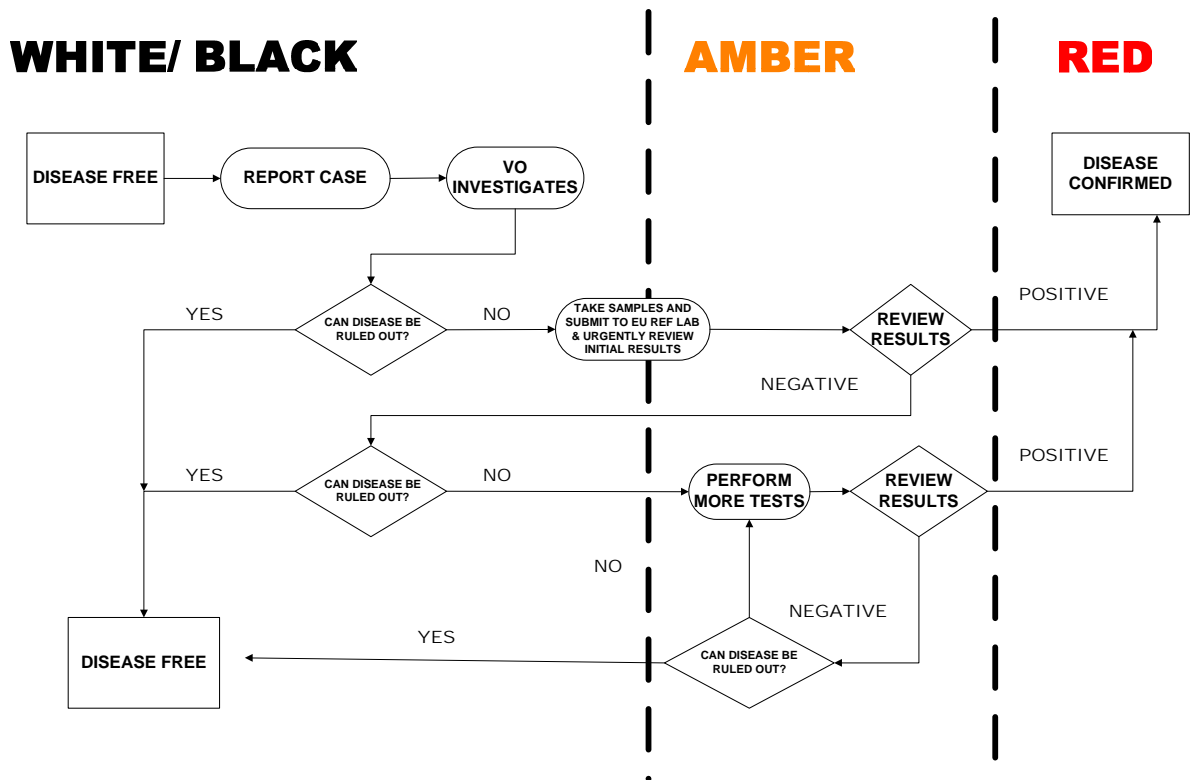 WHITE/ BLACK
AMBER
RED
DISEASE FREE
REPORT CASE
VO
INVESTIGATES
DISEASE
CONFIRMED
YES
CAN DISEASE BE
RULED OUT?
NO
TAKE SAMPLES AND
SUBMIT TO EU REF LAB
& URGENTLY REVIEW
INITIAL RESULTS
REVIEW
RESULTS
POSITIVE
NEGATIVE
YES
CAN DISEASE BE
RULED OUT?
NO
PERFORM
MORE TESTS
REVIEW
RESULTS
POSITIVE
NO
NEGATIVE
DISEASE FREE
YES
CAN DISEASE BE
RULED OUT?